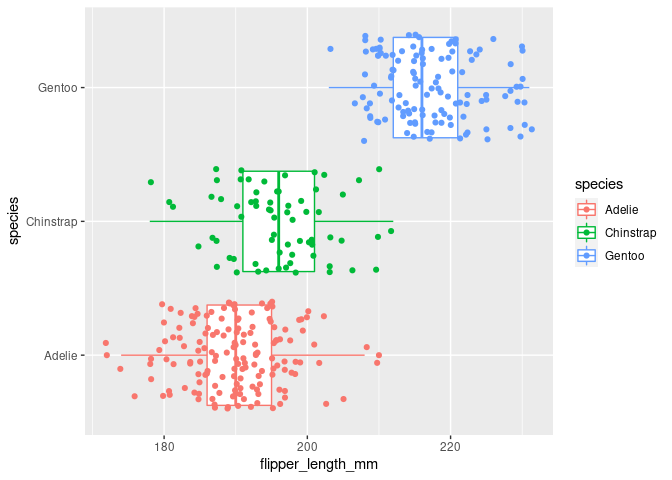 species
Gentoo
Chinstrap
Adelie
180 200 220
flipper_length_mm
species
Adelie
Chinstrap
Gentoo